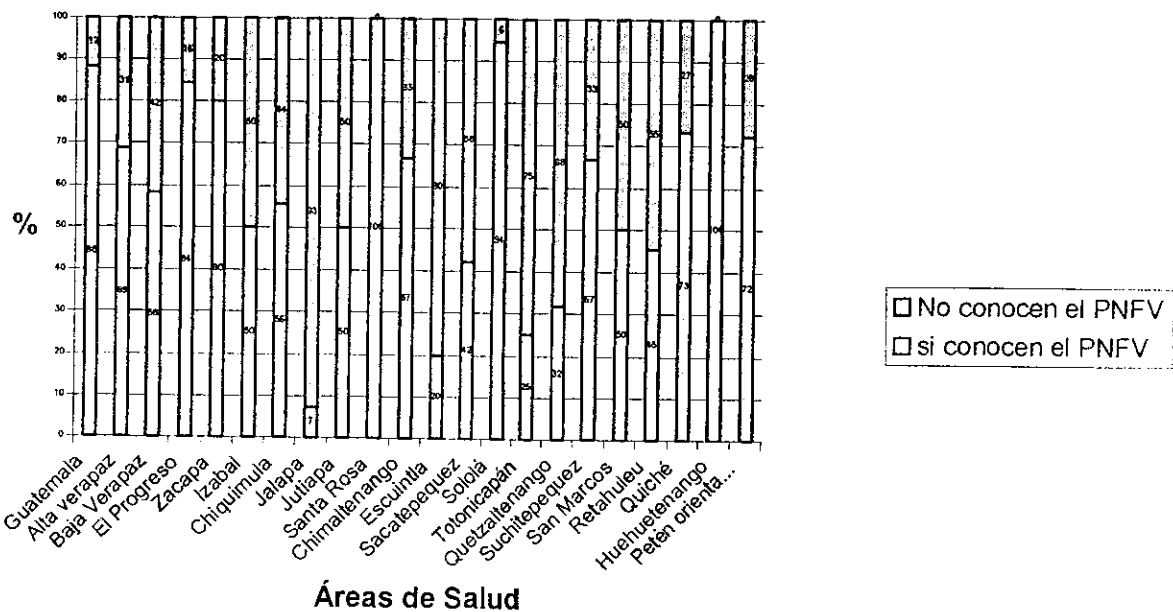 100
90
80
70
60
50
40
30
20
10
0
%
12
88
31
69
42
58
16
84
20
80
50
50
44
56
93
7
50
50
100
33
67
80
20
58
42
6
94
75
25
68
32
33
67
50
50
55
45
27
73
100
28
72
Guatemala
Alta verapaz
Baja Verapaz
El Progreso
Zacapa
Izabal
Chiquimula
Jalapa
Jutiapa
Santa Rosa
Chimaltenango
Escuintla
Sacatepequez
Sololá
Totonicapán
Quetzaltenango
Suchitepequez
San Marcos
Retahuleu
Quiché
Huehuetenango
Petén orienta...
Áreas de Salud
No conocen el PNFV
si conocen el PNFV